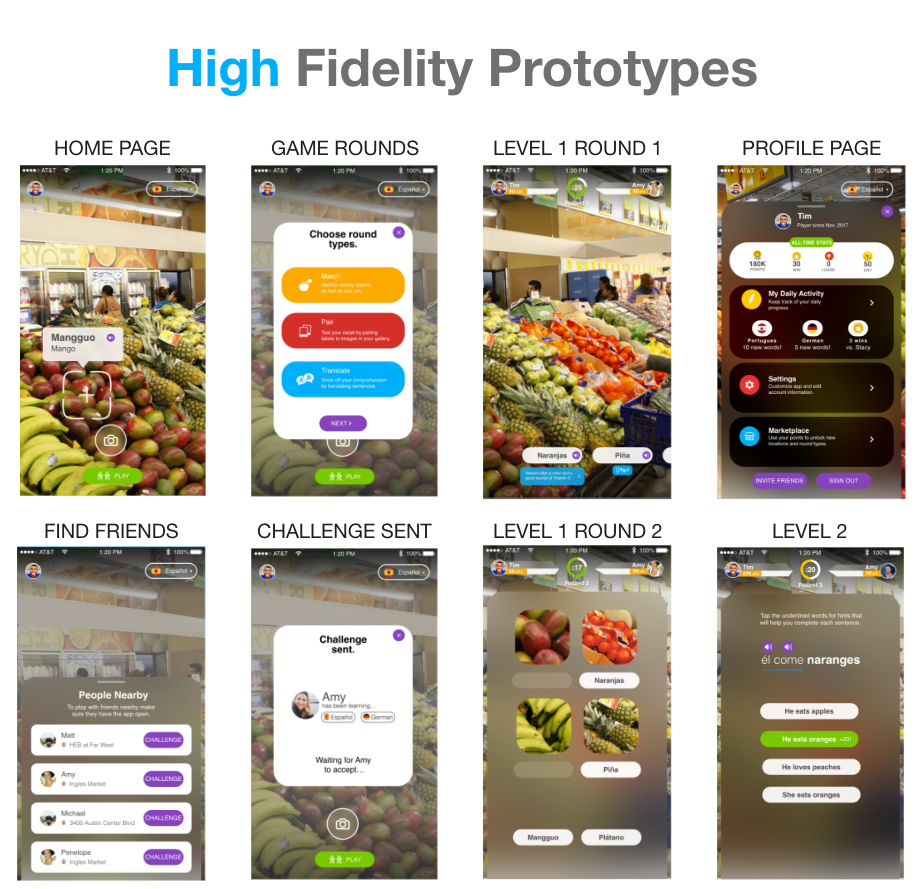 High Fidelity Prototypes
HOME PAGE
AT&T 1:20 PM 100%
Español
Mangguo
Mango
PLAY
GAME ROUNDS
AT&T 1:20 PM 100%
Español
Choose round
types.
Match
Identify nearby objects
as fast as you can.
Pair
Test your recall by pairing
labels to images in your gallery.
Translate
Show off your comprehension
by translating sentences.
NEXT >
PLAY
LEVEL 1 ROUND 1
AT&T 1:20 PM 100%
Tim :25 Amy
Round 1
Naranjas Piña
Named after a color and a
good source of Vitamin C.
PROFILE PAGE
AT&T 1:20 PM 100%
Español
Tim
Player since Nov. 2017
ALL-TIME STATS
180K 30 0 50
POINTS WIN LOSSE DAY
My Daily Activity
Keep track of your daily
progress.
Portugues German 3 wins
10 new words! 5 new words! vs. Stacy
Settings
Customize app and edit
account information.
Marketplace
Use your points to unlock new
locations and round types.
INVITE FRIENDS SIGN OUT
FIND FRIENDS
AT&T 1:20 PM 100%
Español
People Nearby
To play with friends nearby make
sure they have the app open.
Matt
HEB at Far West
CHALLENGE
Amy
Ingles Market
CHALLENGE
Michael
3400 Austin Center Blvd
CHALLENGE
Penelope
Ingles Market
CHALLENGE
CHALLENGE SENT
AT&T 1:20 PM 100%
Español
Challenge
sent.
Amy
has been learning...
Español German
Waiting for Amy
to accept...
PLAY
LEVEL 1 ROUND 2
AT&T 1:20 PM 100%
Tim :17 Amy
Round 2
Naranjas
Piña
Mangguo Plátano
LEVEL 2
AT&T 1:20 PM 100%
Tim :20 Amy
Round 3
Tap the underlined words for hints that
will help you complete each sentence.
él come naranges
He eats apples
He eats oranges +20!
He loves peaches
She eats oranges